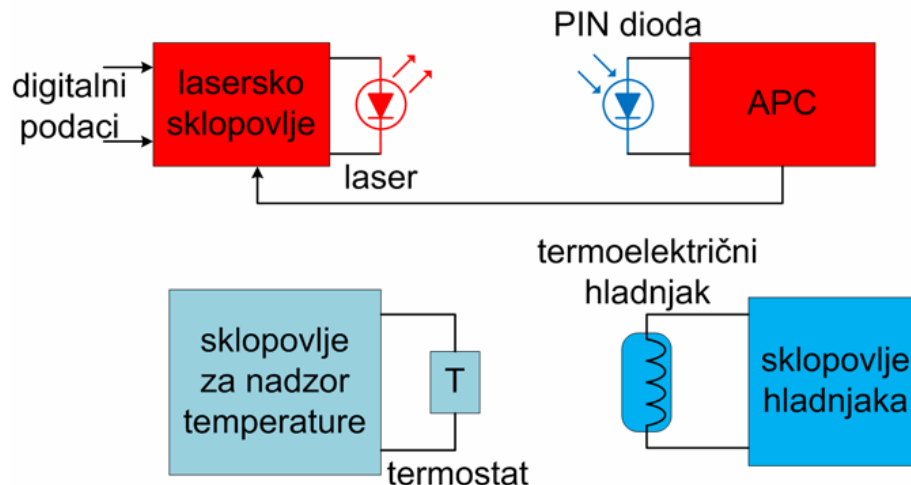 digitalni
podaci
lasersko
sklopovlje
laser
PIN dioda
APC
sklopovlje
za nadzor
temperature
T
termostat
termoelektrični
hladnjak
sklopovlje
hladnjaka